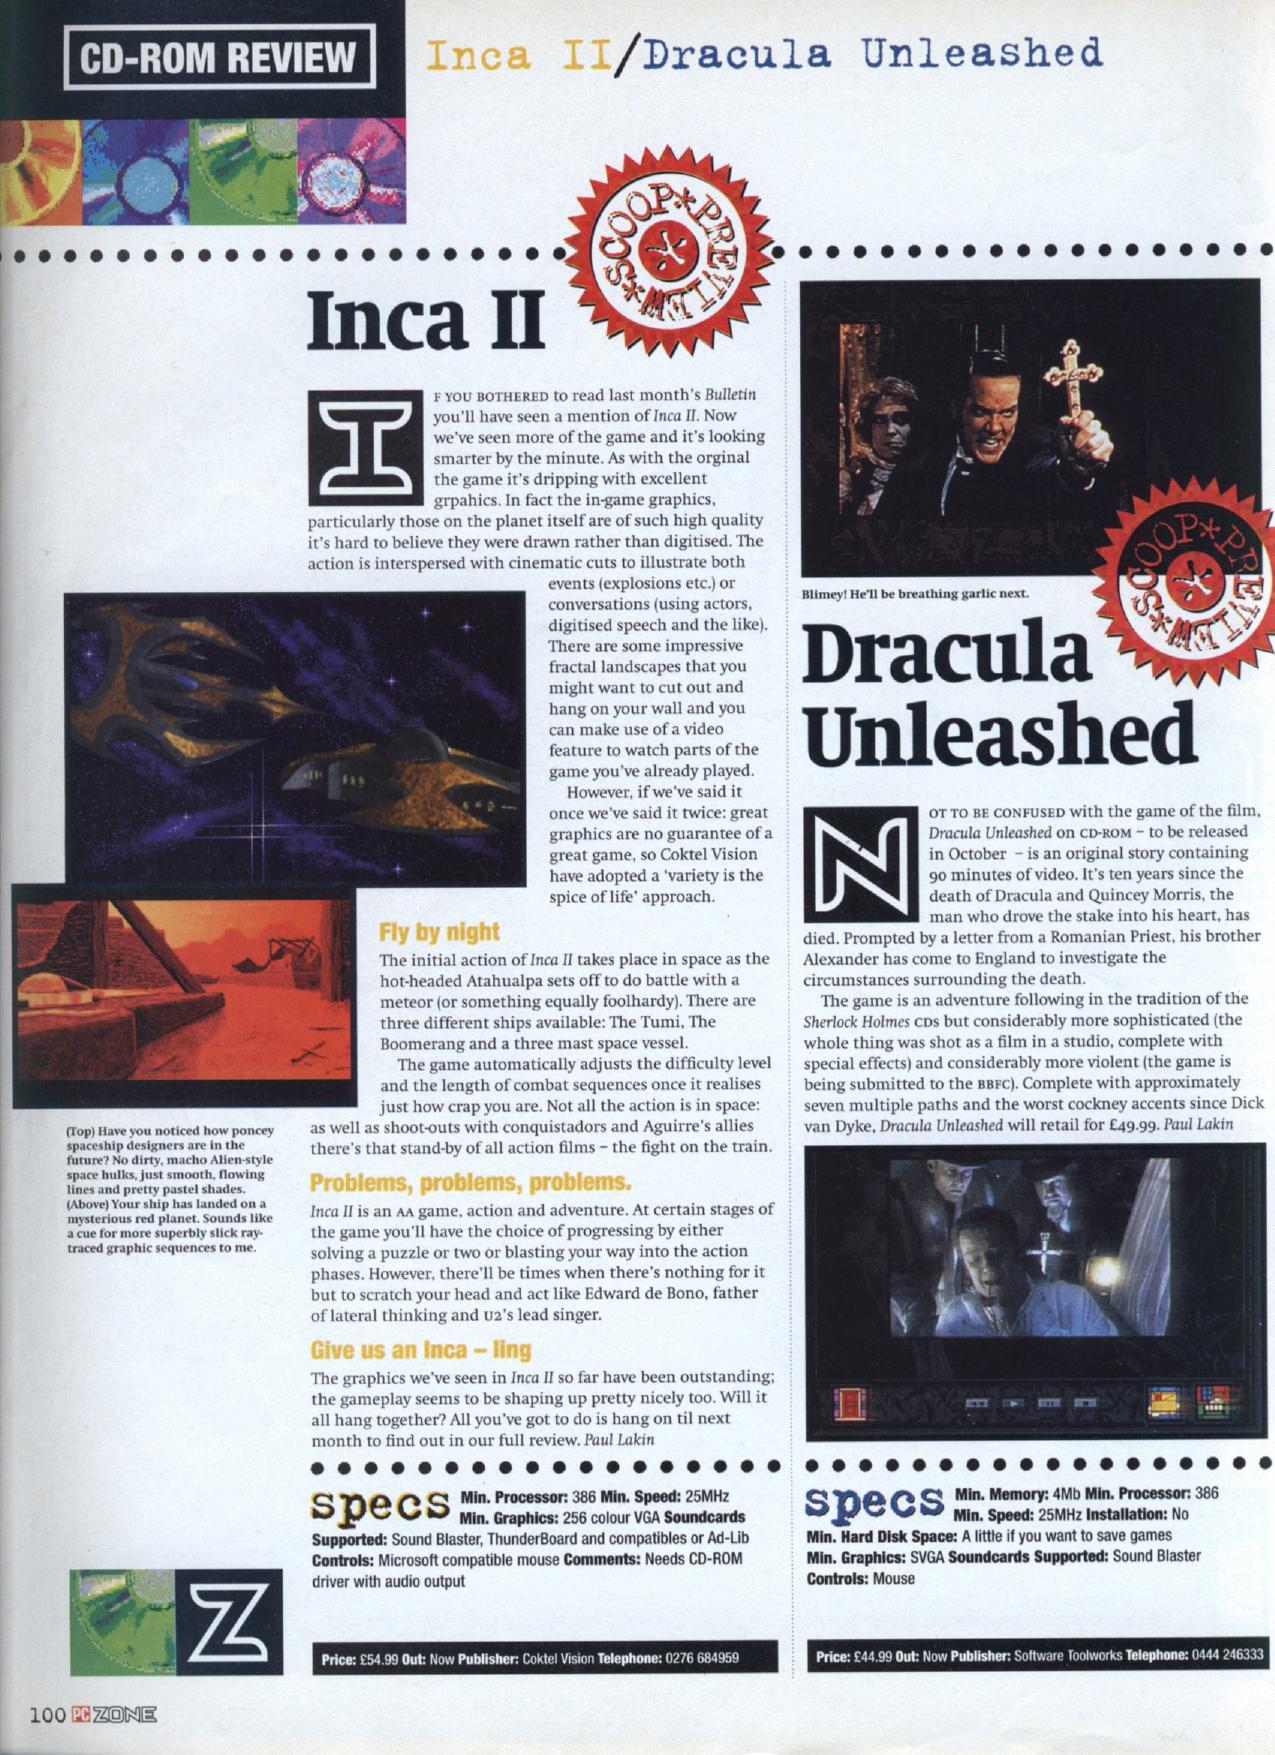 CD-ROM REVIEW
Inca II/Dracula Unleashed
SCOOP*PREVIEW*
Inca II
I
F YOU BOTHERED to read last month's Bulletin
you'll have seen a mention of Inca II. Now
we've seen more of the game and it's looking
smarter by the minute. As with the orginal
the game it's dripping with excellent
grpahics. In fact the in-game graphics,
particularly those on the planet itself are of such high quality
it's hard to believe they were drawn rather than digitised. The
action is interspersed with cinematic cuts to illustrate both
events (explosions etc.) or
conversations (using actors,
digitised speech and the like).
There are some impressive
fractal landscapes that you
might want to cut out and
hang on your wall and you
can make use of a video
feature to watch parts of the
game you've already played.
However, if we've said it
once we've said it twice: great
graphics are no guarantee of a
great game, so Coktel Vision
have adopted a 'variety is the
spice of life' approach.
Fly by night
The initial action of Inca II takes place in space as the
hot-headed Atahualpa sets off to do battle with a
meteor (or something equally foolhardy). There are
three different ships available: The Tumi, The
Boomerang and a three mast space vessel.
The game automatically adjusts the difficulty level
and the length of combat sequences once it realises
just how crap you are. Not all the action is in space:
as well as shoot-outs with conquistadors and Aguirre's allies
there's that stand-by of all action films – the fight on the train.
(Top) Have you noticed how poncey
spaceship designers are in the
future? No dirty, macho Alien-style
space hulks, just smooth, flowing
lines and pretty pastel shades.
(Above) Your ship has landed on a
mysterious red planet. Sounds like
a cue for more superbly slick ray-
traced graphic sequences to me.
Problems, problems, problems.
Inca II is an AA game, action and adventure. At certain stages of
the game you'll have the choice of progressing by either
solving a puzzle or two or blasting your way into the action
phases. However, there'll be times when there's nothing for it
but to scratch your head and act like Edward de Bono, father
of lateral thinking and U2's lead singer.
Give us an Inca – ling
The graphics we've seen in Inca II so far have been outstanding;
the gameplay seems to be shaping up pretty nicely too. Will it
all hang together? All you've got to do is hang on til next
month to find out in our full review. Paul Lakin
specs Min. Processor: 386 Min. Speed: 25MHz
Min. Graphics: 256 colour VGA Soundcards
Supported: Sound Blaster, ThunderBoard and compatibles or Ad-Lib
Controls: Microsoft compatible mouse Comments: Needs CD-ROM
driver with audio output
Price: £54.99 Out: Now Publisher: Coktel Vision Telephone: 0276 684959
Blimey! He'll be breathing garlic next.
SCOOP*PREVIEW*
Dracula
Unleashed
N
OT TO BE CONFUSED with the game of the film,
Dracula Unleashed on CD-ROM – to be released
in October – is an original story containing
90 minutes of video. It's ten years since the
death of Dracula and Quincey Morris, the
man who drove the stake into his heart, has
died. Prompted by a letter from a Romanian Priest, his brother
Alexander has come to England to investigate the
circumstances surrounding the death.
The game is an adventure following in the tradition of the
Sherlock Holmes CDs but considerably more sophisticated (the
whole thing was shot as a film in a studio, complete with
special effects) and considerably more violent (the game is
being submitted to the BBFC). Complete with approximately
seven multiple paths and the worst cockney accents since Dick
van Dyke, Dracula Unleashed will retail for £49.99. Paul Lakin
specs Min. Memory: 4Mb Min. Processor: 386
Min. Speed: 25MHz Installation: No
Min. Hard Disk Space: A little if you want to save games
Min. Graphics: SVGA Soundcards Supported: Sound Blaster
Controls: Mouse
Price: £44.99 Out: Now Publisher: Software Toolworks Telephone: 0444 246333
Z
100 PC ZONE